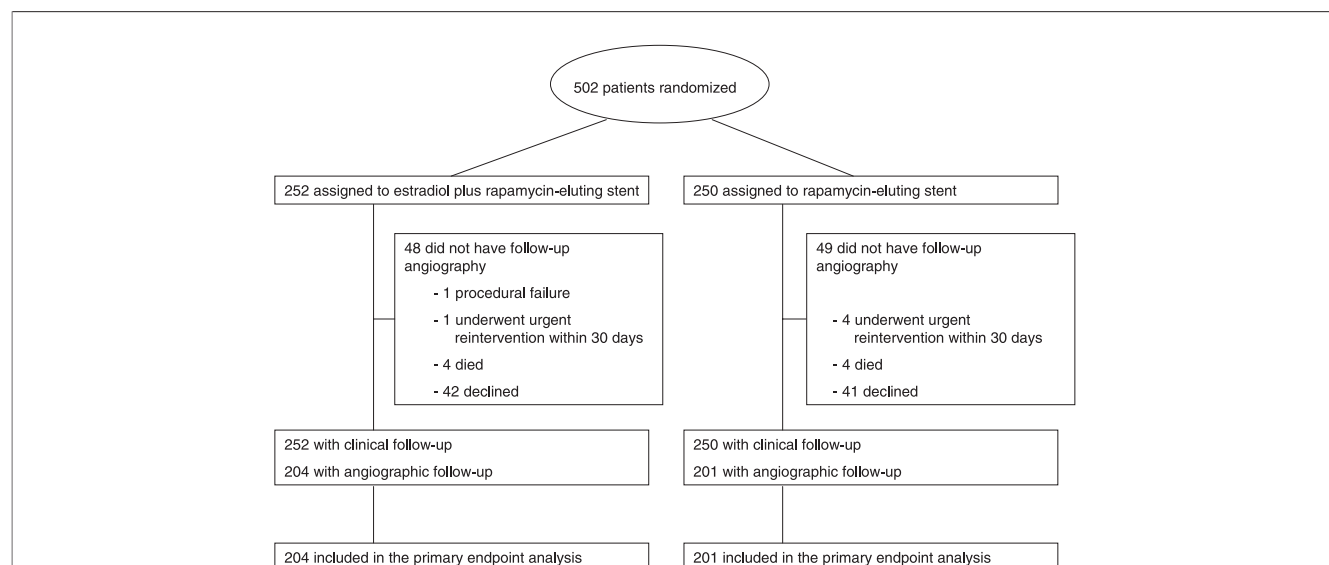 502 patients randomized
252 assigned to estradiol plus rapamycin-eluting stent
250 assigned to rapamycin-eluting stent
48 did not have follow-up
angiography
- 1 procedural failure
- 1 underwent urgent
reintervention within 30 days
- 4 died
- 42 declined
49 did not have follow-up
angiography
- 4 underwent urgent
reintervention within 30 days
- 4 died
- 41 declined
252 with clinical follow-up
204 with angiographic follow-up
250 with clinical follow-up
201 with angiographic follow-up
204 included in the primary endpoint analysis
201 included in the primary endpoint analysis